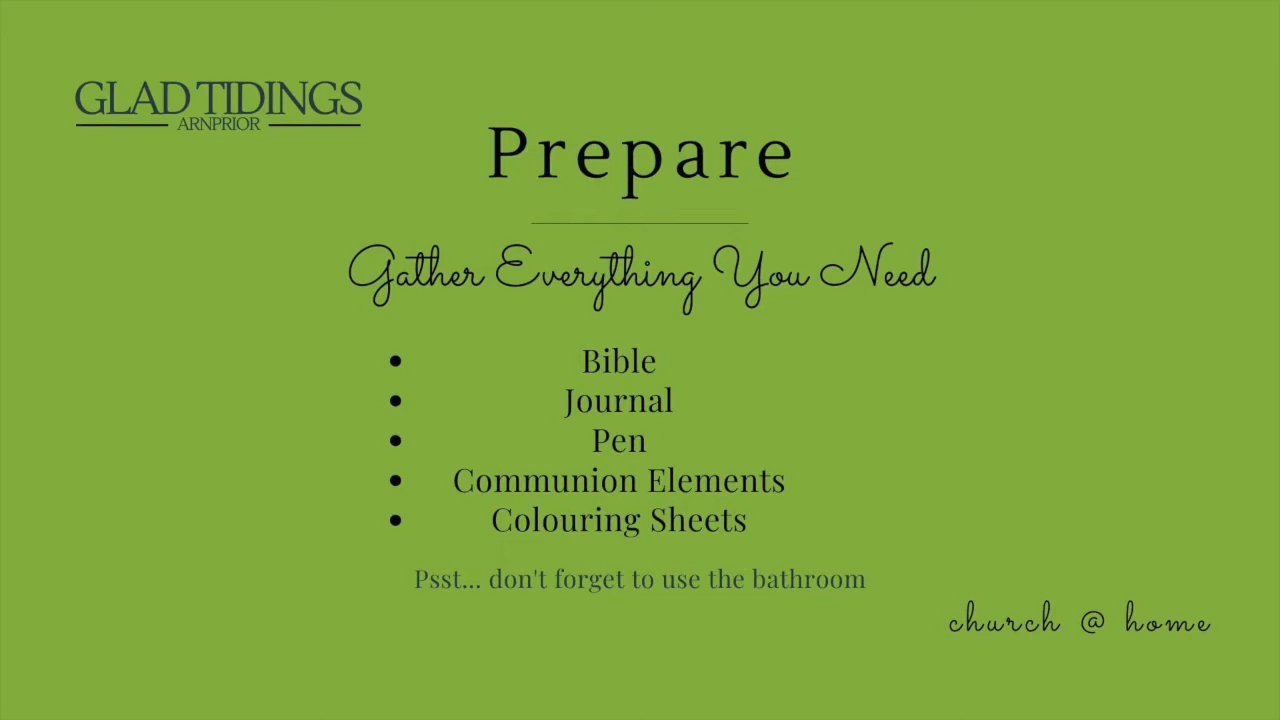 GLAD TIDINGS
ARNPRIOR
Prepare
Gather Everything You Need
• Bible
• Journal
• Pen
• Communion Elements
• Colouring Sheets
Psst... don't forget to use the bathroom
church @ home